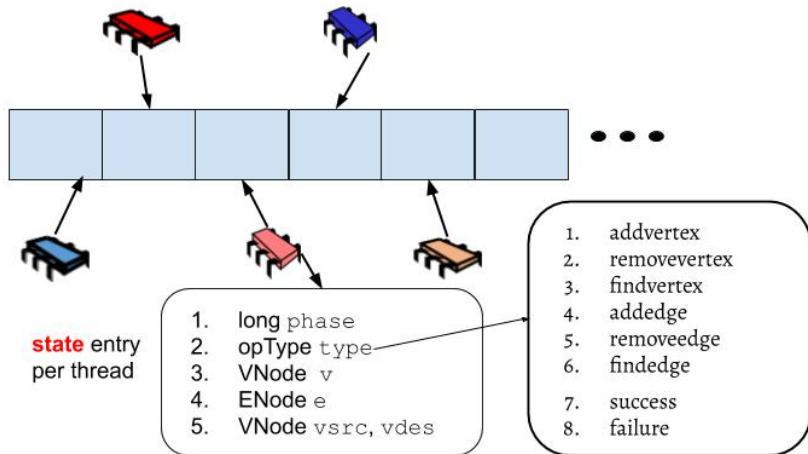 state entry
per thread
1. long phase
2. opType type
3. VNode v
4. ENode e
5. VNode vsrc, vdes
1. addvertex
2. removevertex
3. findvertex
4. addedge
5. removeedge
6. findedge
7. success
8. failure